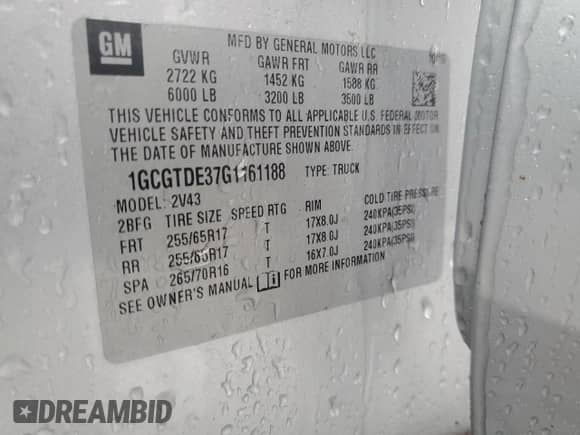 GM
MFD BY GENERAL MOTORS LLC
GVWR GAWR FRT GAWR RR
2722 KG 1452 KG 1588 KG
6000 LB 3200 LB 3500 LB
THIS VEHICLE CONFORMS TO ALL APPLICABLE U.S. FEDERAL MOTOR
VEHICLE SAFETY AND THEFT PREVENTION STANDARDS IN EFFECT ON
THE DATE OF MANUFACTURE SHOWN ABOVE.
1GCGTDE37G1161188 TYPE: TRUCK
MODEL: 2V43
2BFG TIRE SIZE SPEED RTG RIM COLD TIRE PRESSURE
FRT 255/65R17 T 17X8.0J 240KPA(35PSI)
RR 255/65R17 T 17X8.0J 240KPA(35PSI)
SPA 265/70R16 T 16X7.0J 240KPA(35PSI)
SEE OWNER'S MANUAL FOR MORE INFORMATION
DREAMBID